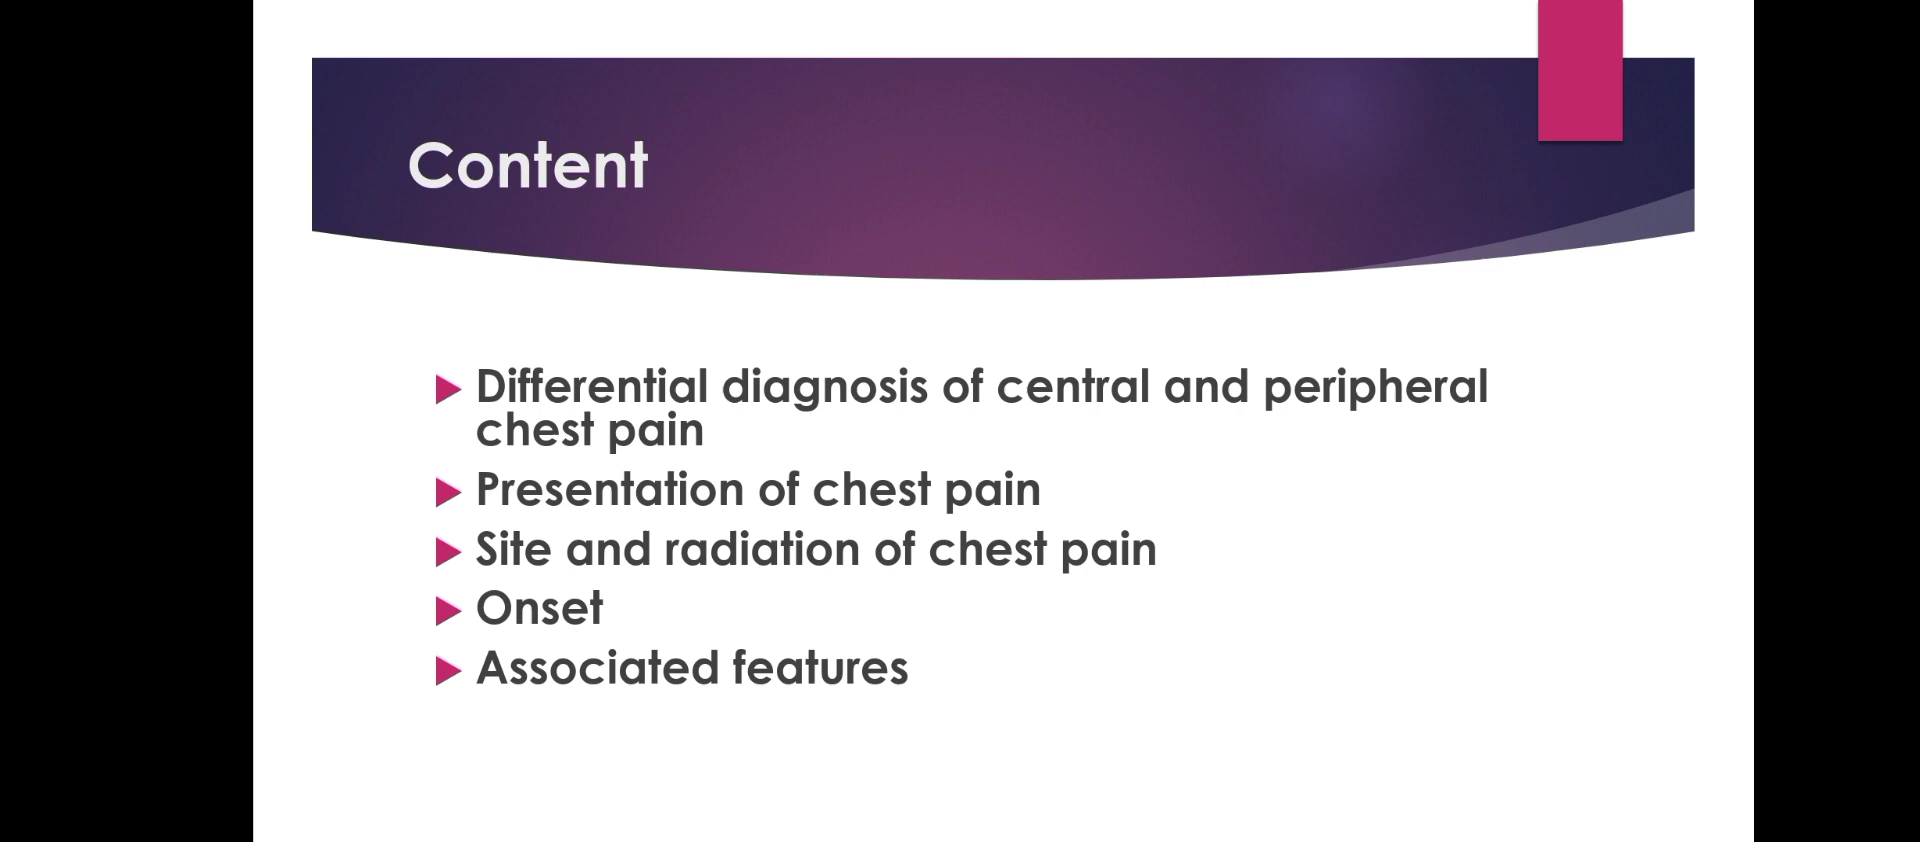 Content
Differential diagnosis of central and peripheral
chest pain
Presentation of chest pain
Site and radiation of chest pain
Onset
Associated features